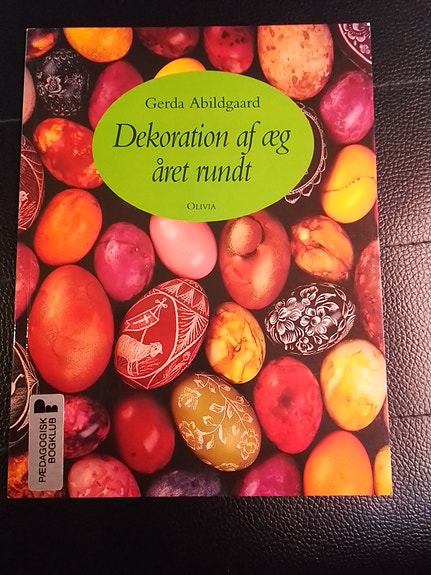 Gerda Abildgaard
Dekoration af æg
året rundt
OLIVIA
PÆDAGOGISK
BOGKLUB